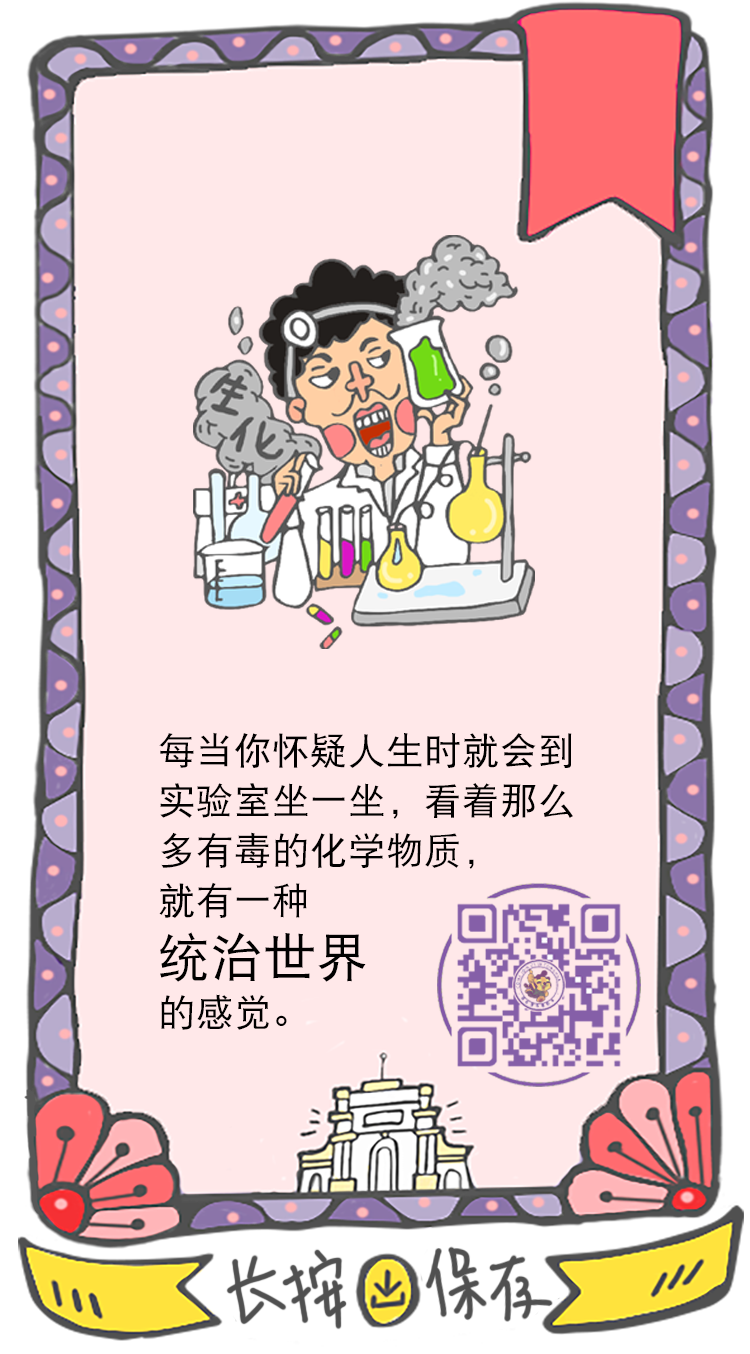 生化
每当你怀疑人生时就会到
实验室坐一坐，看着那么
多有毒的化学物质，
就有一种
统治世界
的感觉。
长按保存